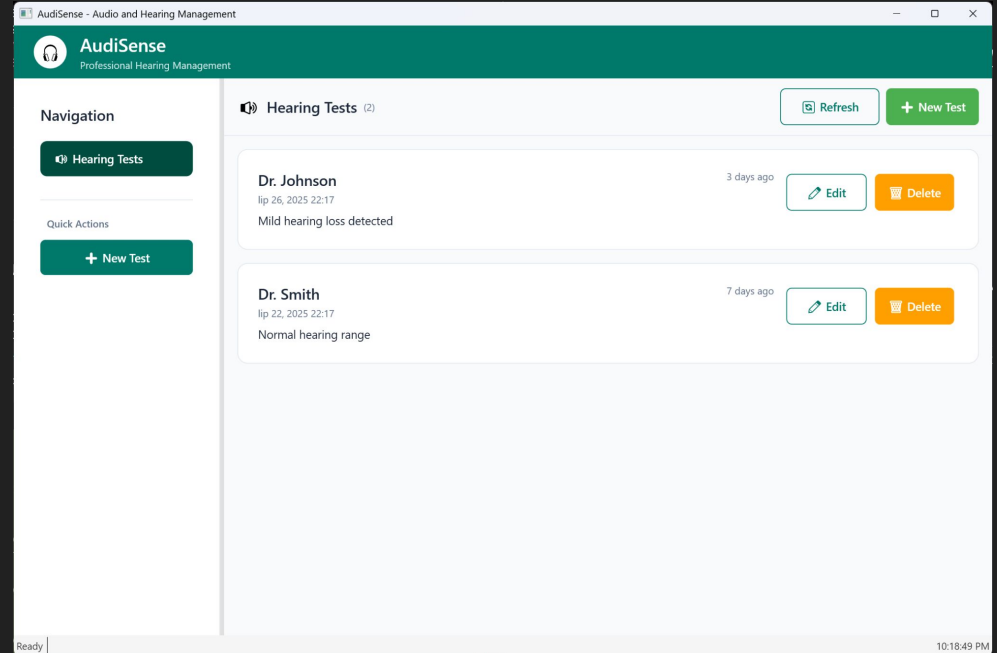 AudiSense - Audio and Hearing Management
AudiSense
Professional Hearing Management
Navigation
Hearing Tests
Quick Actions
New Test
Hearing Tests (2)
Refresh
New Test
Dr. Johnson
lip 26, 2025 22:17
Mild hearing loss detected
3 days ago
Edit
Delete
Dr. Smith
lip 22, 2025 22:17
Normal hearing range
7 days ago
Edit
Delete
Ready
10:18:49 PM